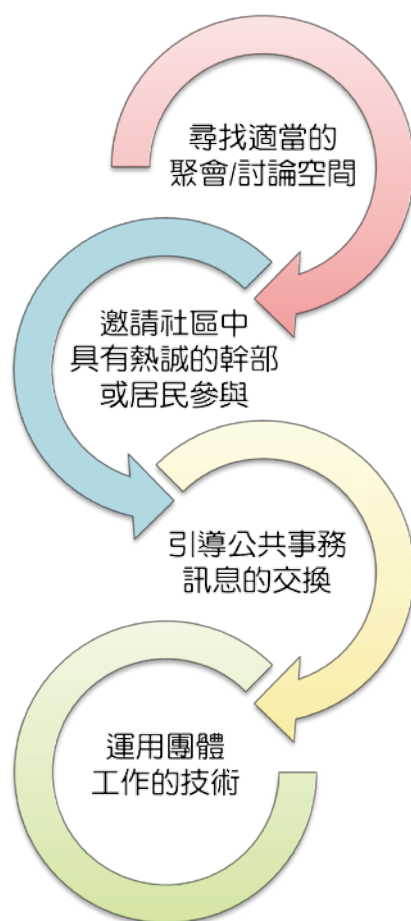 尋找適當的
聚會/討論空間
邀請社區中
具有熱誠的幹部
或居民參與
引導公共事務
訊息的交換
運用團體
工作的技術